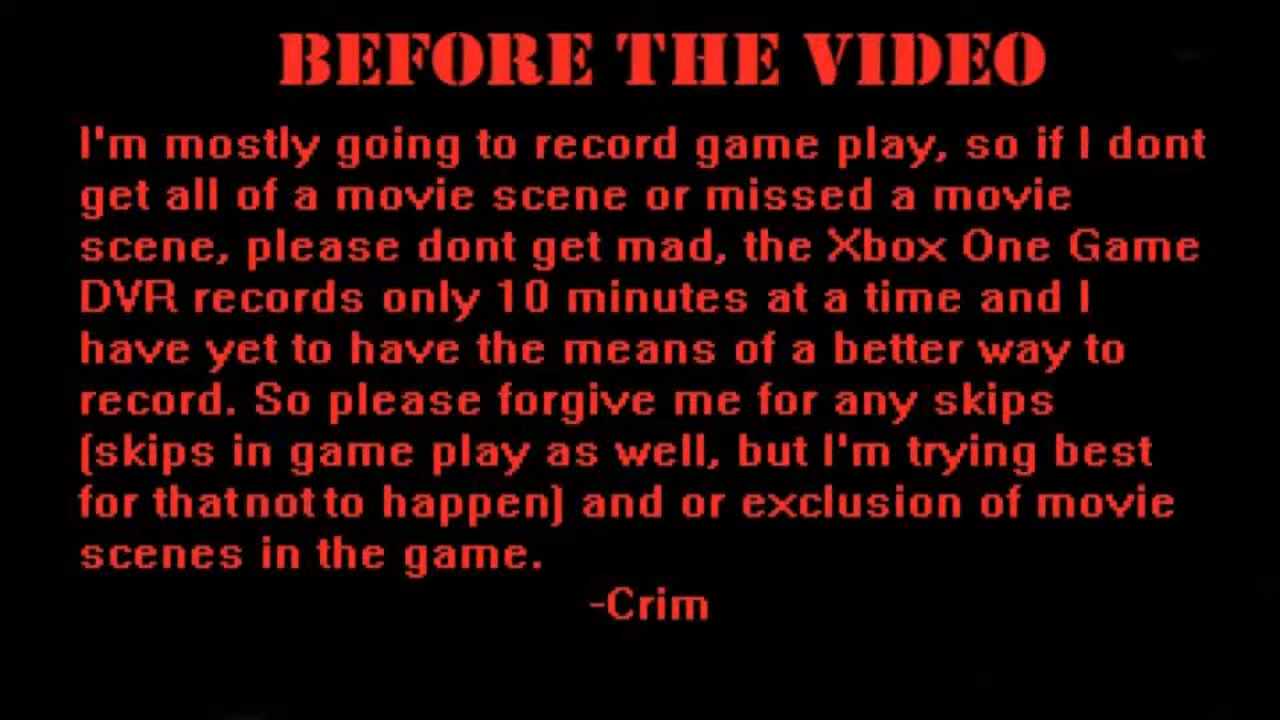 BEFORE THE VIDEO
I'm mostly going to record game play, so if I dont
get all of a movie scene or missed a movie
scene, please dont get mad, the Xbox One Game
DVR records only 10 minutes at a time and I
have yet to have the means of a better way to
record. So please forgive me for any skips
(skips in game play as well, but I'm trying best
for that not to happen) and or exclusion of movie
scenes in the game.
-Crim